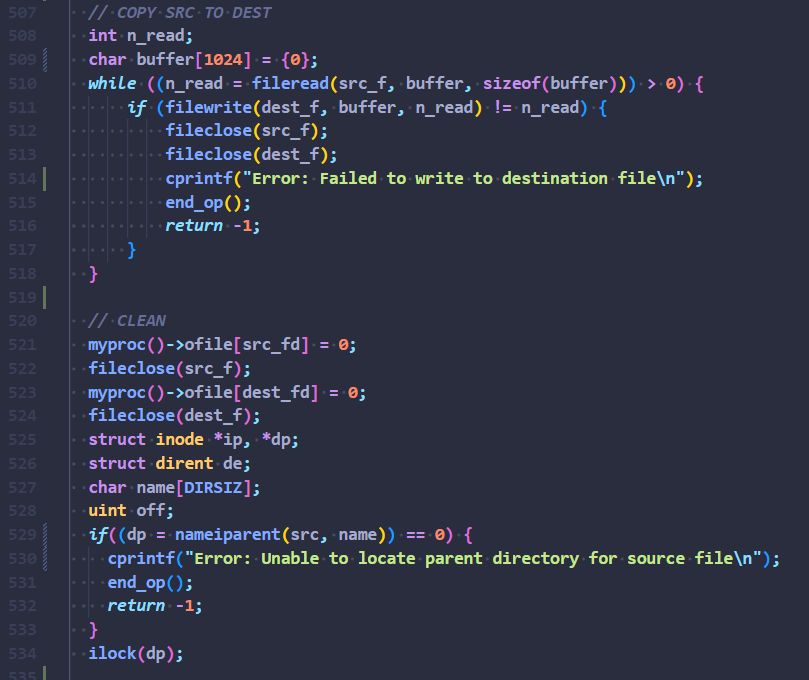 507   // COPY SRC TO DEST
508   int n_read;
509   char buffer[1024] = {0};
510   while ((n_read = fileread(src_f, buffer, sizeof(buffer))) > 0) {
511       if (filewrite(dest_f, buffer, n_read) != n_read) {
512           fileclose(src_f);
513           fileclose(dest_f);
514           cprintf("Error: Failed to write to destination file\n");
515           end_op();
516           return -1;
517       }
518   }
519
520   // CLEAN
521   myproc()->ofile[src_fd] = 0;
522   fileclose(src_f);
523   myproc()->ofile[dest_fd] = 0;
524   fileclose(dest_f);
525   struct inode *ip, *dp;
526   struct dirent de;
527   char name[DIRSIZ];
528   uint off;
529   if((dp = nameiparent(src, name)) == 0) {
530     cprintf("Error: Unable to locate parent directory for source file\n");
531     end_op();
532     return -1;
533   }
534   ilock(dp);
535